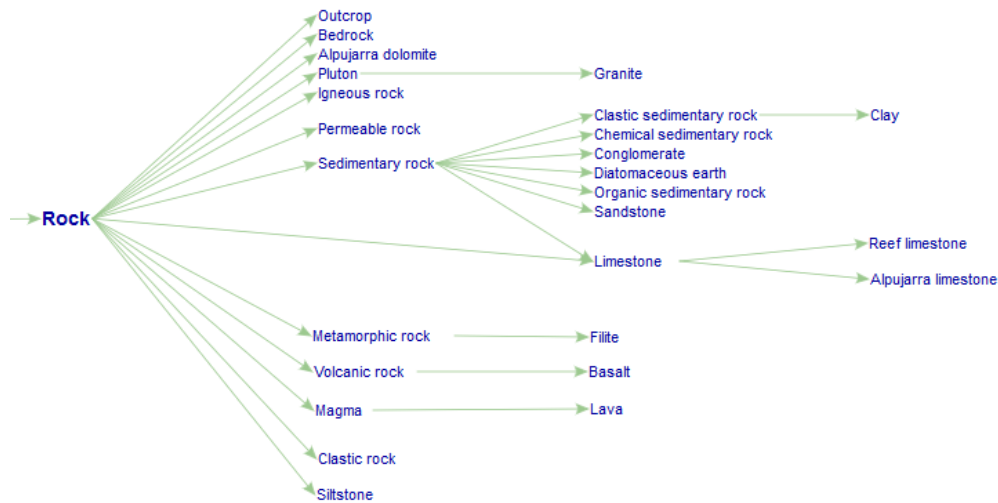 Outcrop
Bedrock
Alpujarra dolomite
Pluton
Granite
Igneous rock
Clastic sedimentary rock
Clay
Permeable rock
Chemical sedimentary rock
Conglomerate
Sedimentary rock
Diatomaceous earth
Organic sedimentary rock
Sandstone
Rock
Reef limestone
Limestone
Alpujarra limestone
Metamorphic rock
Filite
Volcanic rock
Basalt
Magma
Lava
Clastic rock
Siltstone